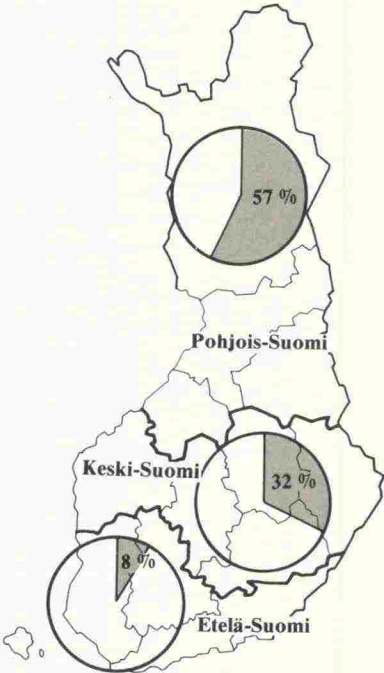 57 %
Pohjois-Suomi
Keski-Suomi
32 %
8 %
Etelä-Suomi